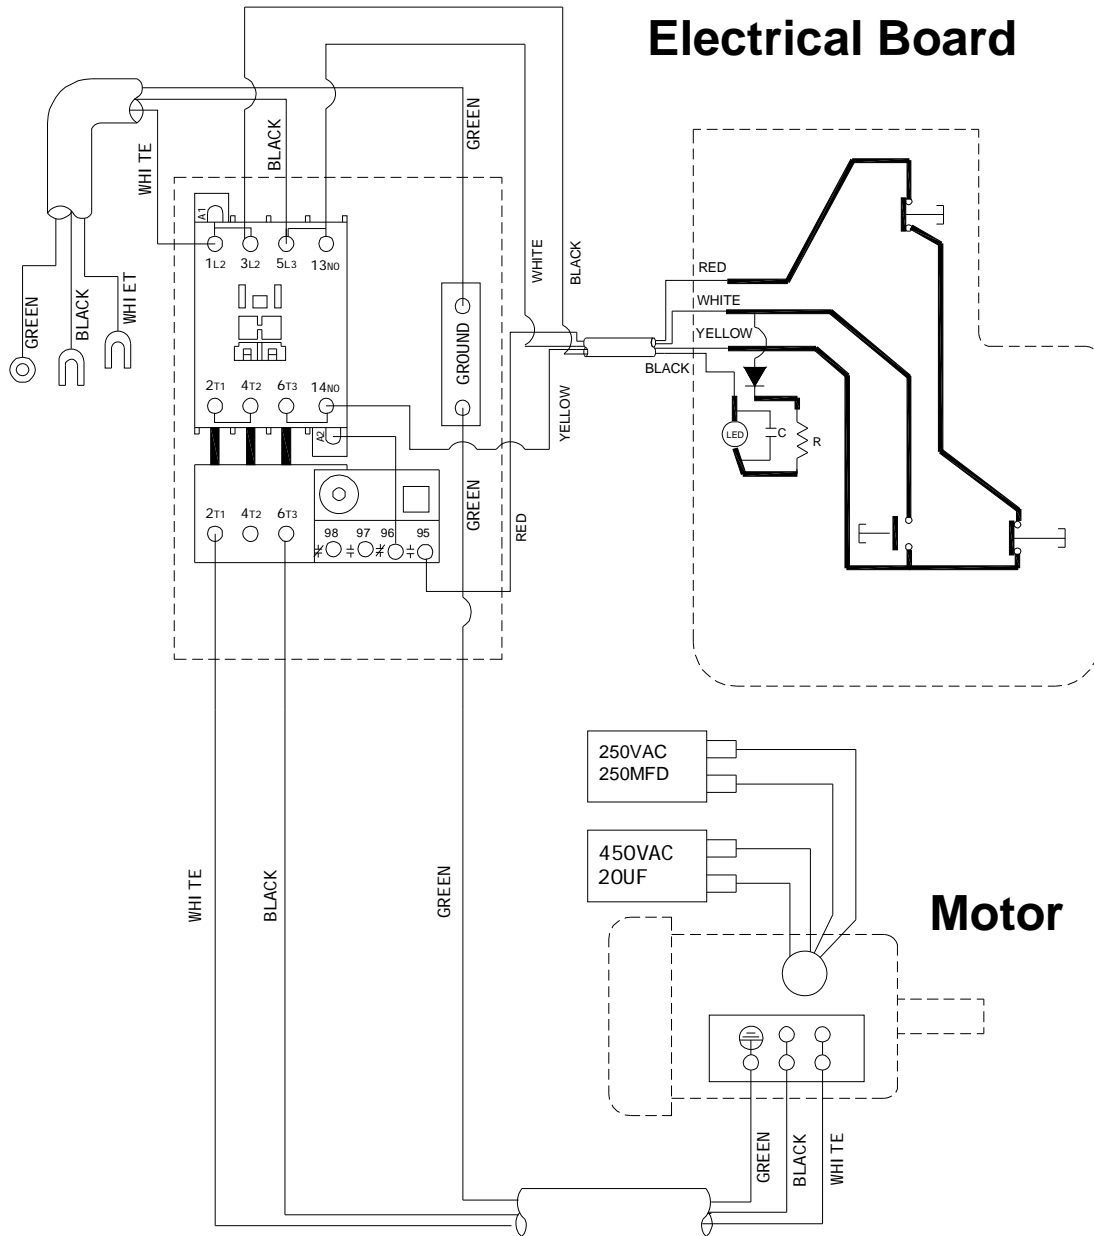 Electrical Board
WHITE
BLACK
GREEN
A1
1L2 3L2 5L3 13NO
WHITE
BLACK
GREEN
BLACK
WHIET
GROUND
RED
WHITE
YELLOW
BLACK
A A
2T1 4T2 6T3 14NO
A2
YELLOW
LED
C
R
2T1 4T2 6T3
98 97 96 95
GREEN
RED
250VAC
250MFD
450VAC
20UF
Motor
WHITE
BLACK
GREEN
GREEN
BLACK
WHITE